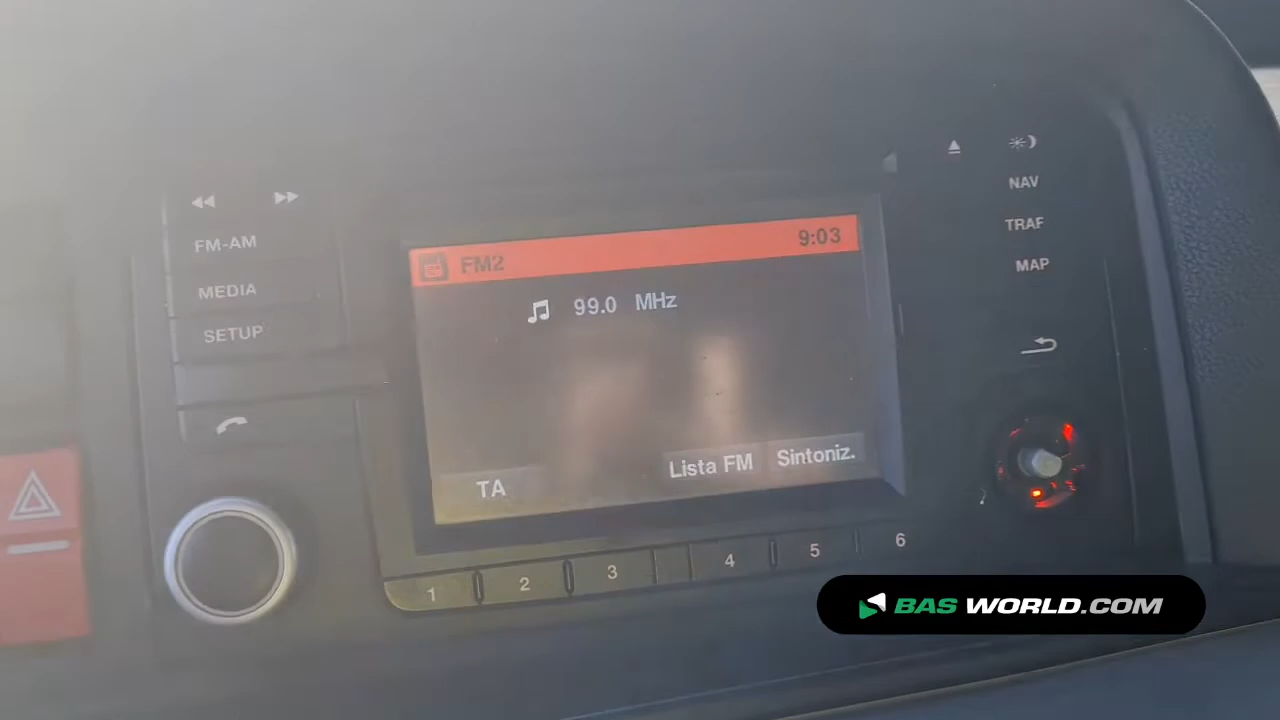 FM-AM
MEDIA
SETUP
FM2
9:03
99.0 MHz
TA
Lista FM
Sintoniz.
1 2 3 4 5 6
NAV
TRAF
MAP
BAS WORLD.COM